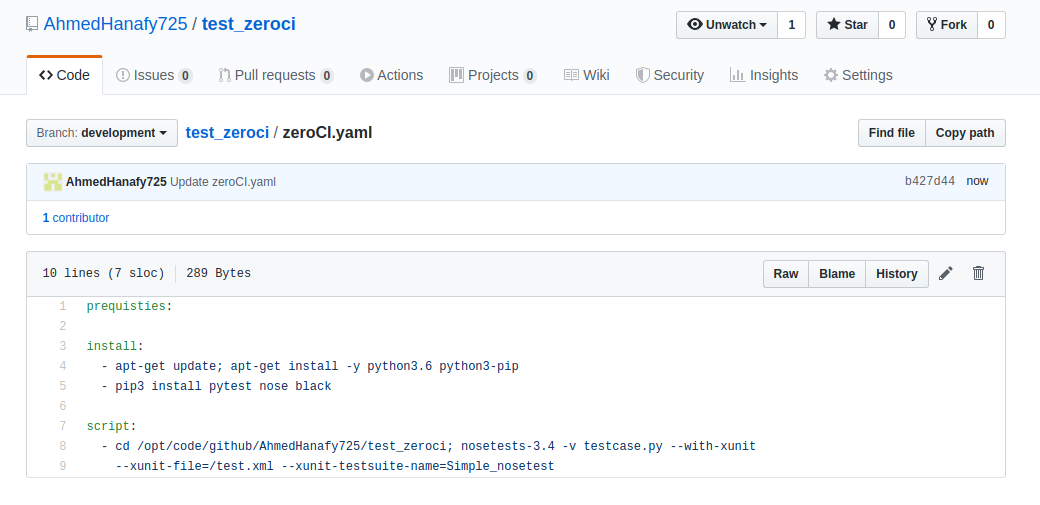 AhmedHanafy725 / test_zeroci
Unwatch 1 Star 0 Fork 0
Code Issues 0 Pull requests 0 Actions Projects 0 Wiki Security Insights Settings
Branch: development test_zeroci / zeroCI.yaml Find file Copy path
AhmedHanafy725 Update zeroCI.yaml b427d44 now
1 contributor
10 lines (7 sloc) 289 Bytes Raw Blame History
1 prequisties:
2
3 install:
4 - apt-get update; apt-get install -y python3.6 python3-pip
5 - pip3 install pytest nose black
6
7 script:
8 - cd /opt/code/github/AhmedHanafy725/test_zeroci; nosetests-3.4 -v testcase.py --with-xunit
9 --xunit-file=/test.xml --xunit-testsuite-name=Simple_nosetest